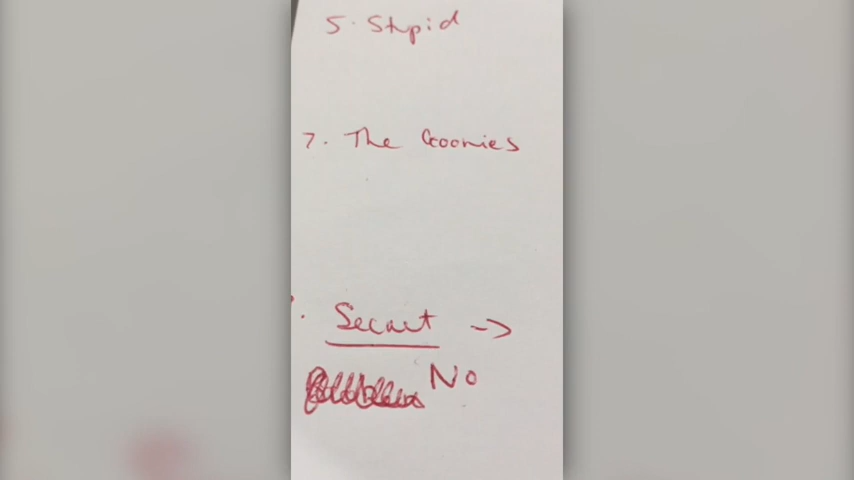 5. Stupid
7. The Goonies
. Secret ->
No